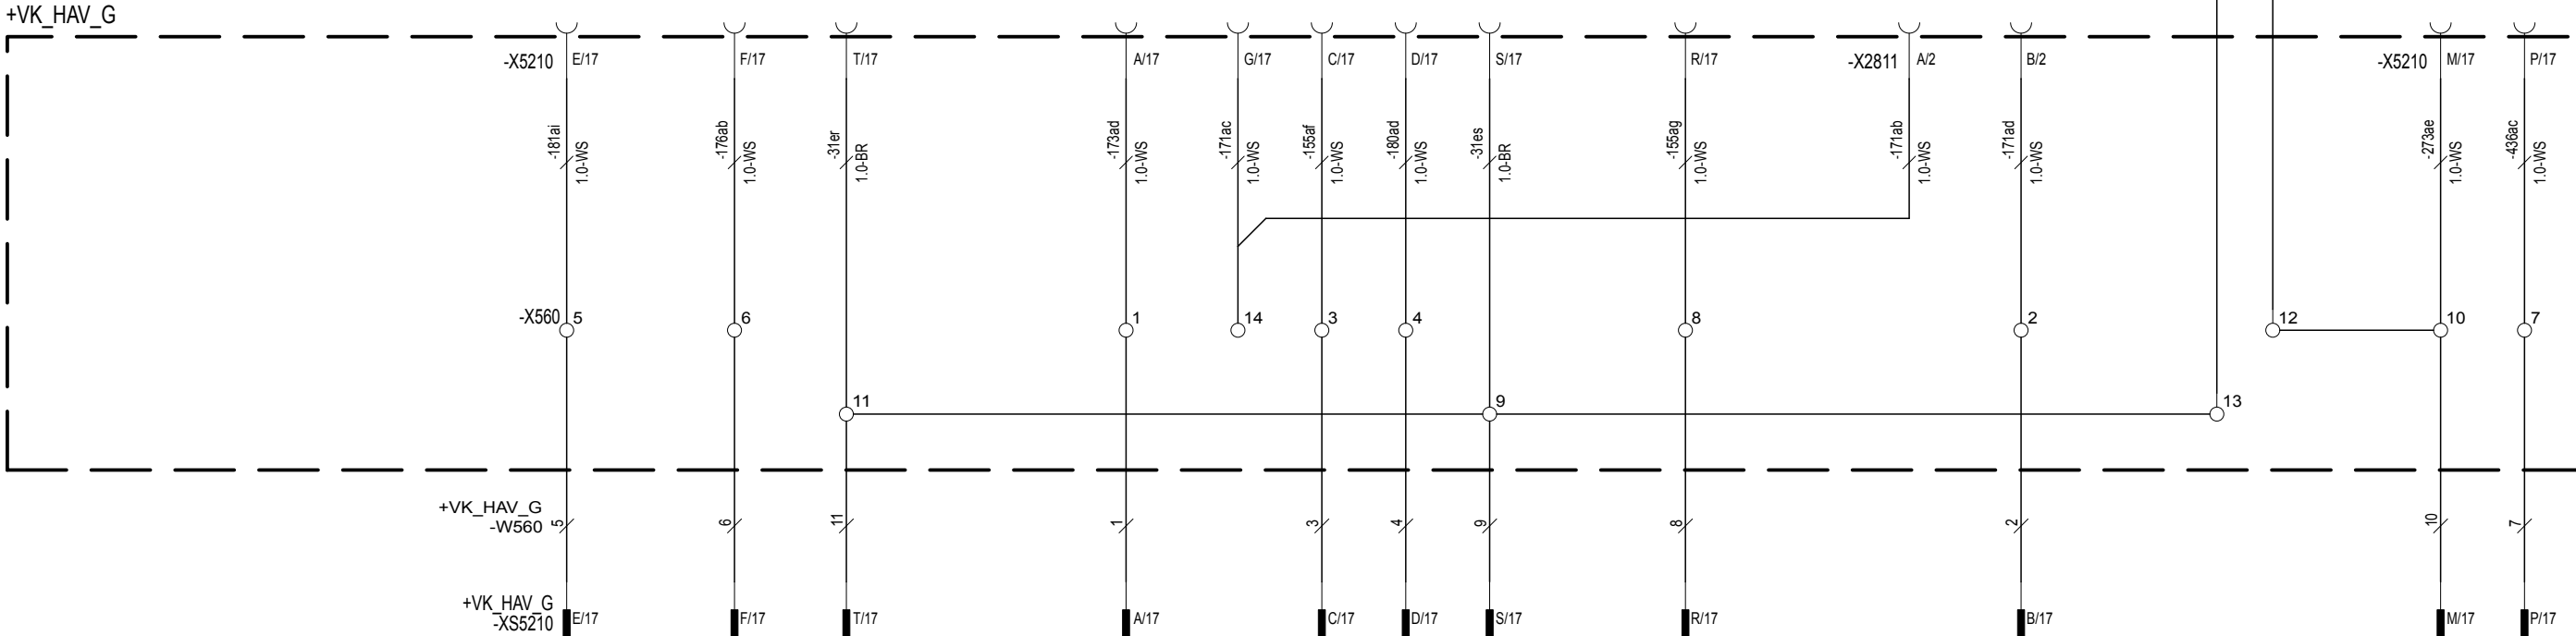 +VK_HAV_G
-X5210 E/17 F/17 T/17 A/17 G/17 C/17 D/17 S/17 R/17 -X2811 A/2 B/2 -X5210 M/17 P/17
-181ai 1.0-WS -176ab 1.0-WS -31er 1.0-BR -173ad 1.0-WS -171ac 1.0-WS -155af 1.0-WS -180ad 1.0-WS -31es 1.0-BR -155ag 1.0-WS -171ab 1.0-WS -171ad 1.0-WS -273ae 1.0-WS -436ac 1.0-WS
-X560 5 6 1 14 3 4 8 2 12 10 7
11 9 13
+VK_HAV_G
-W560 5 6 11 1 3 4 9 8 2 10 7
+VK_HAV_G
-XS5210 E/17 F/17 T/17 A/17 C/17 D/17 S/17 R/17 B/17 M/17 P/17